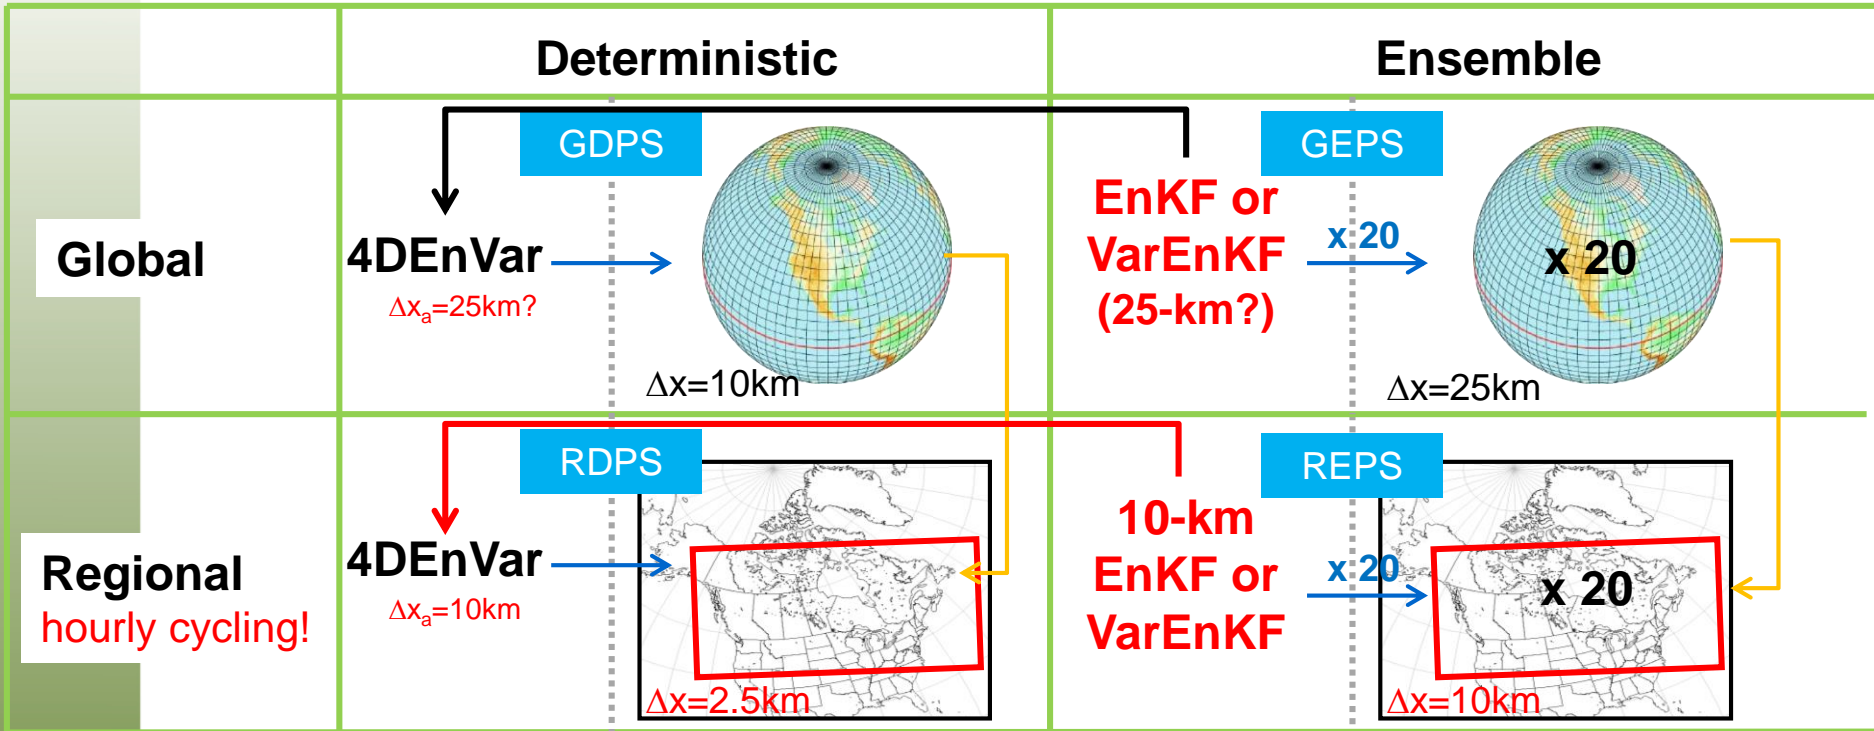 Deterministic
Ensemble
Global
GDPS
4DEnVar
Δxa=25km?
Δx=10km
GEPS
EnKF or
VarEnKF
(25-km?)
x 20
x 20
Δx=25km
Regional
hourly cycling!
RDPS
4DEnVar
Δxa=10km
Δx=2.5km
REPS
10-km
EnKF or
VarEnKF
x 20
x 20
Δx=10km